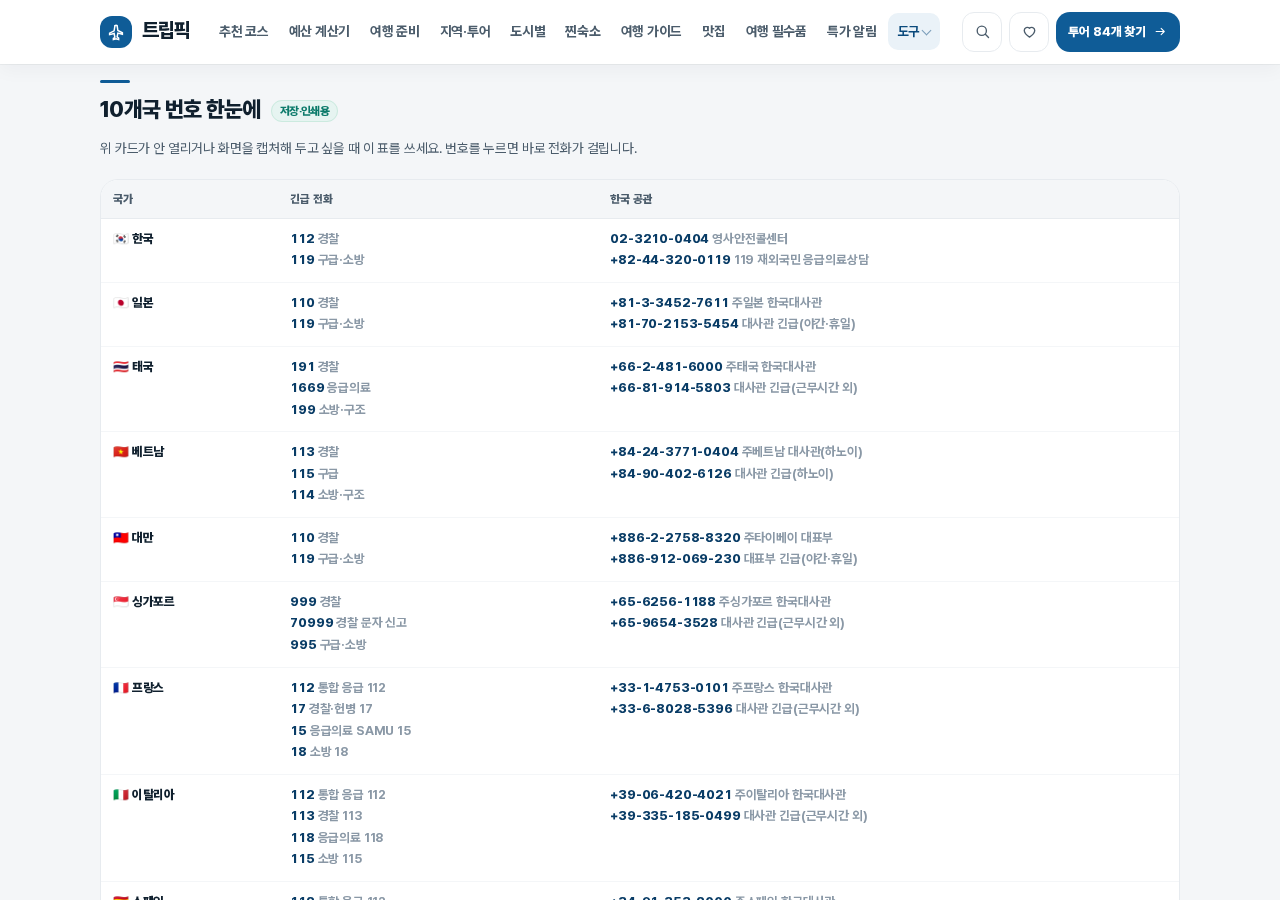 트립픽
추천 코스 예산 계산기 여행 준비 지역·투어 도시별 찐숙소 여행 가이드 맛집 여행 필수품 특가 알림 도구 투어 84개 찾기 →
10개국 번호 한눈에 저장·인쇄용
위 카드가 안 열리거나 화면을 캡처해 두고 싶을 때 이 표를 쓰세요. 번호를 누르면 바로 전화가 걸립니다.
국가 긴급 전화 한국 공관
한국 112 경찰 02-3210-0404 영사안전콜센터
119 구급·소방 +82-44-320-0119 119 재외국민 응급의료상담
일본 110 경찰 +81-3-3452-7611 주일본 한국대사관
119 구급·소방 +81-70-2153-5454 대사관 긴급(야간·휴일)
태국 191 경찰 +66-2-481-6000 주태국 한국대사관
1669 응급의료 +66-81-914-5803 대사관 긴급(근무시간 외)
199 소방·구조
베트남 113 경찰 +84-24-3771-0404 주베트남 대사관(하노이)
115 구급 +84-90-402-6126 대사관 긴급(하노이)
114 소방·구조
대만 110 경찰 +886-2-2758-8320 주타이베이 대표부
119 구급·소방 +886-912-069-230 대표부 긴급(야간·휴일)
싱가포르 999 경찰 +65-6256-1188 주싱가포르 한국대사관
70999 경찰 문자 신고 +65-9654-3528 대사관 긴급(근무시간 외)
995 구급·소방
프랑스 112 통합 응급 112 +33-1-4753-0101 주프랑스 한국대사관
17 경찰·헌병 17 +33-6-8028-5396 대사관 긴급(근무시간 외)
15 응급의료 SAMU 15
18 소방 18
이탈리아 112 통합 응급 112 +39-06-420-4021 주이탈리아 한국대사관
113 경찰 113 +39-335-185-0499 대사관 긴급(근무시간 외)
118 응급의료 118
115 소방 115